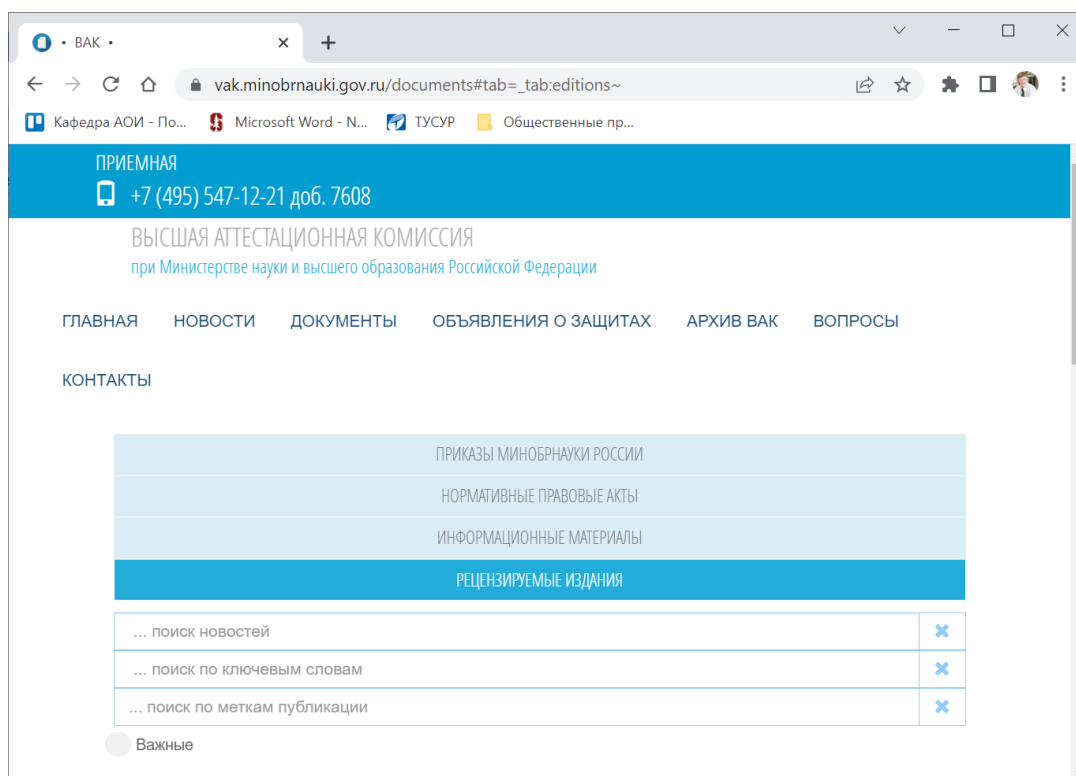 • ВАК •
vak.minobrnauki.gov.ru/documents#tab=_tab:editions~
Кафедра АОИ - По... Microsoft Word - N... ТУСУР Общественные пр...
ПРИЕМНАЯ
+7 (495) 547-12-21 доб. 7608
ВЫСШАЯ АТТЕСТАЦИОННАЯ КОМИССИЯ
при Министерстве науки и высшего образования Российской Федерации
ГЛАВНАЯ НОВОСТИ ДОКУМЕНТЫ ОБЪЯВЛЕНИЯ О ЗАЩИТАХ АРХИВ ВАК ВОПРОСЫ
КОНТАКТЫ
ПРИКАЗЫ МИНОБРНАУКИ РОССИИ
НОРМАТИВНЫЕ ПРАВОВЫЕ АКТЫ
ИНФОРМАЦИОННЫЕ МАТЕРИАЛЫ
РЕЦЕНЗИРУЕМЫЕ ИЗДАНИЯ
... поиск новостей
... поиск по ключевым словам
... поиск по меткам публикации
Важные